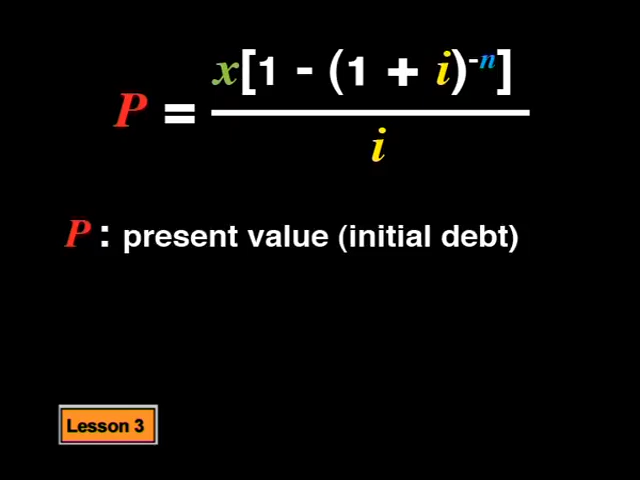 P = x[1 - (1 + i)^-n] / i
P : present value (initial debt)
Lesson 3